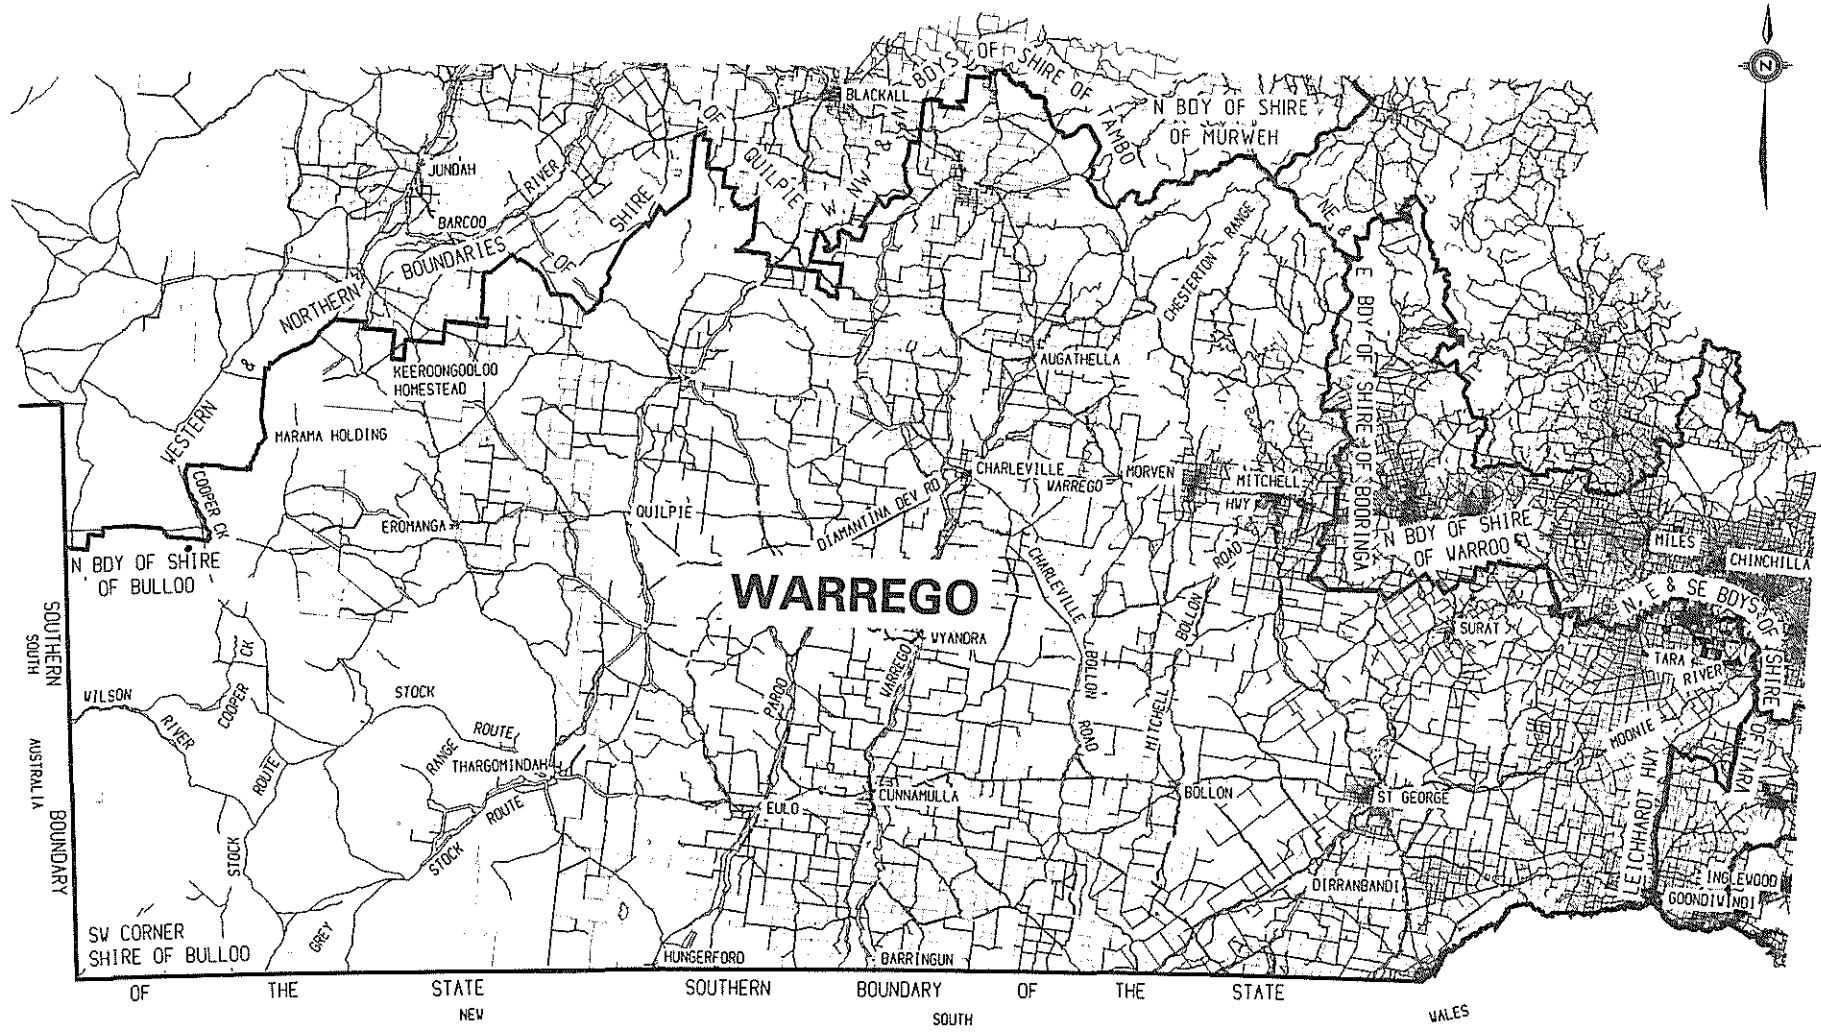 N
W, NW & N BOYS OF SHIRE OF TAMBO
BLACKALL
N BDY OF SHIRE
OF MURWEH
JUNDAH
BARCOO
RIVER
WESTERN & NORTHERN BOUNDARIES OF SHIRE OF QUILPIE
NE &
E BDY OF SHIRE OF BOORINGA
CHESTERTON RANGE
KEEROONGOOLOO
HOMESTEAD
AUGATHELLA
MARAMA HOLDING
COOPER CK
CHARLEVILLE
WARREGO
MORVEN
MITCHELL
HWY
EROMANGA
QUILPIE
DIAMANTINA DEV RD
N BDY OF SHIRE
OF WARROO
MILES
CHINCHILLA
N BDY OF SHIRE
OF BULLOO
WARREGO
CHARLEVILLE
BOLLON
ROAD
MITCHELL
BOLLON
ROAD
N, E & SE BOYS OF SHIRE OF TARA
SOUTHERN
BOUNDARY
SOUTH
AUSTRALIA
WYANDRA
SURAT
TARA
RIVER
MOONIE
COOPER
CK
WILSON
RIVER
STOCK
ROUTE
PAROO
WARREGO
STOCK
ROUTE
RANGE
GREY
THARGOMINDAH
STOCK
ROUTE
EULO
CUNNAMULLA
BOLLON
ST GEORGE
LEICHHARDT HWY
DIRRANBANDI
INGLEWOOD
GOONDIWINDI
SW CORNER
SHIRE OF BULLOO
HUNGERFORD
BARRINGUN
OF THE STATE SOUTHERN BOUNDARY OF THE STATE
NEW SOUTH WALES